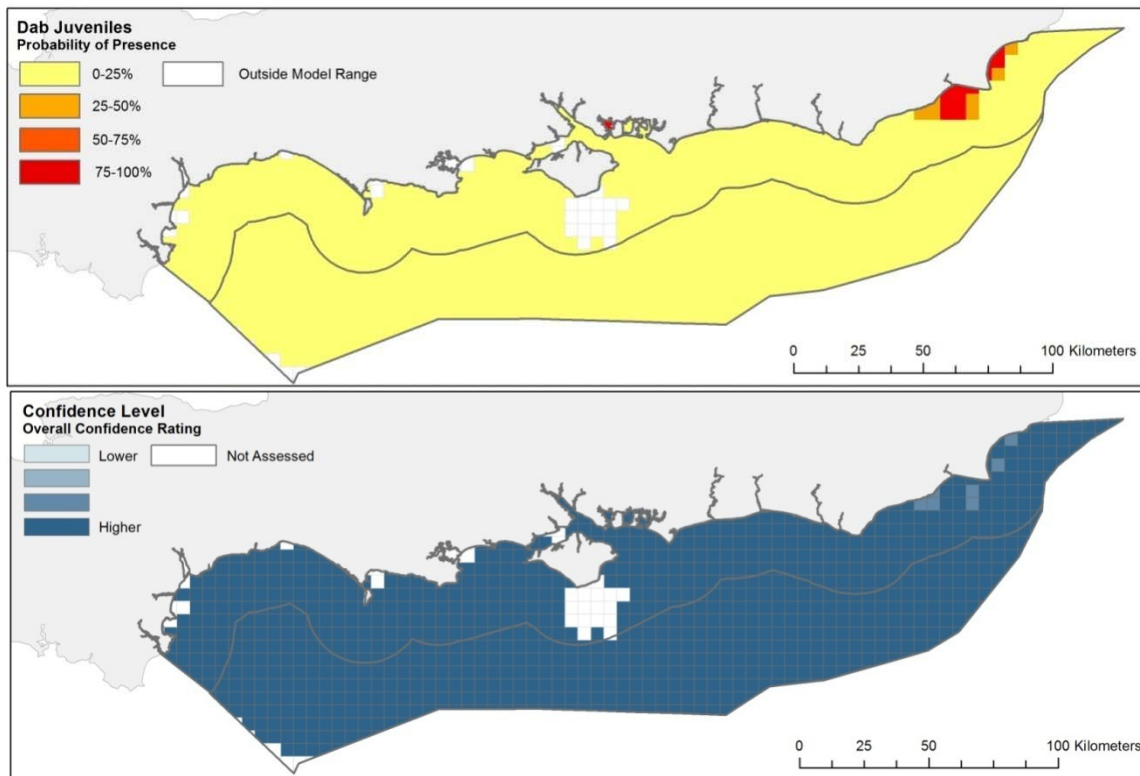 Dab Juveniles
Probability of Presence
0-25% Outside Model Range
25-50%
50-75%
75-100%
0 25 50 100 Kilometers
Confidence Level
Overall Confidence Rating
Lower Not Assessed
Higher
0 25 50 100 Kilometers